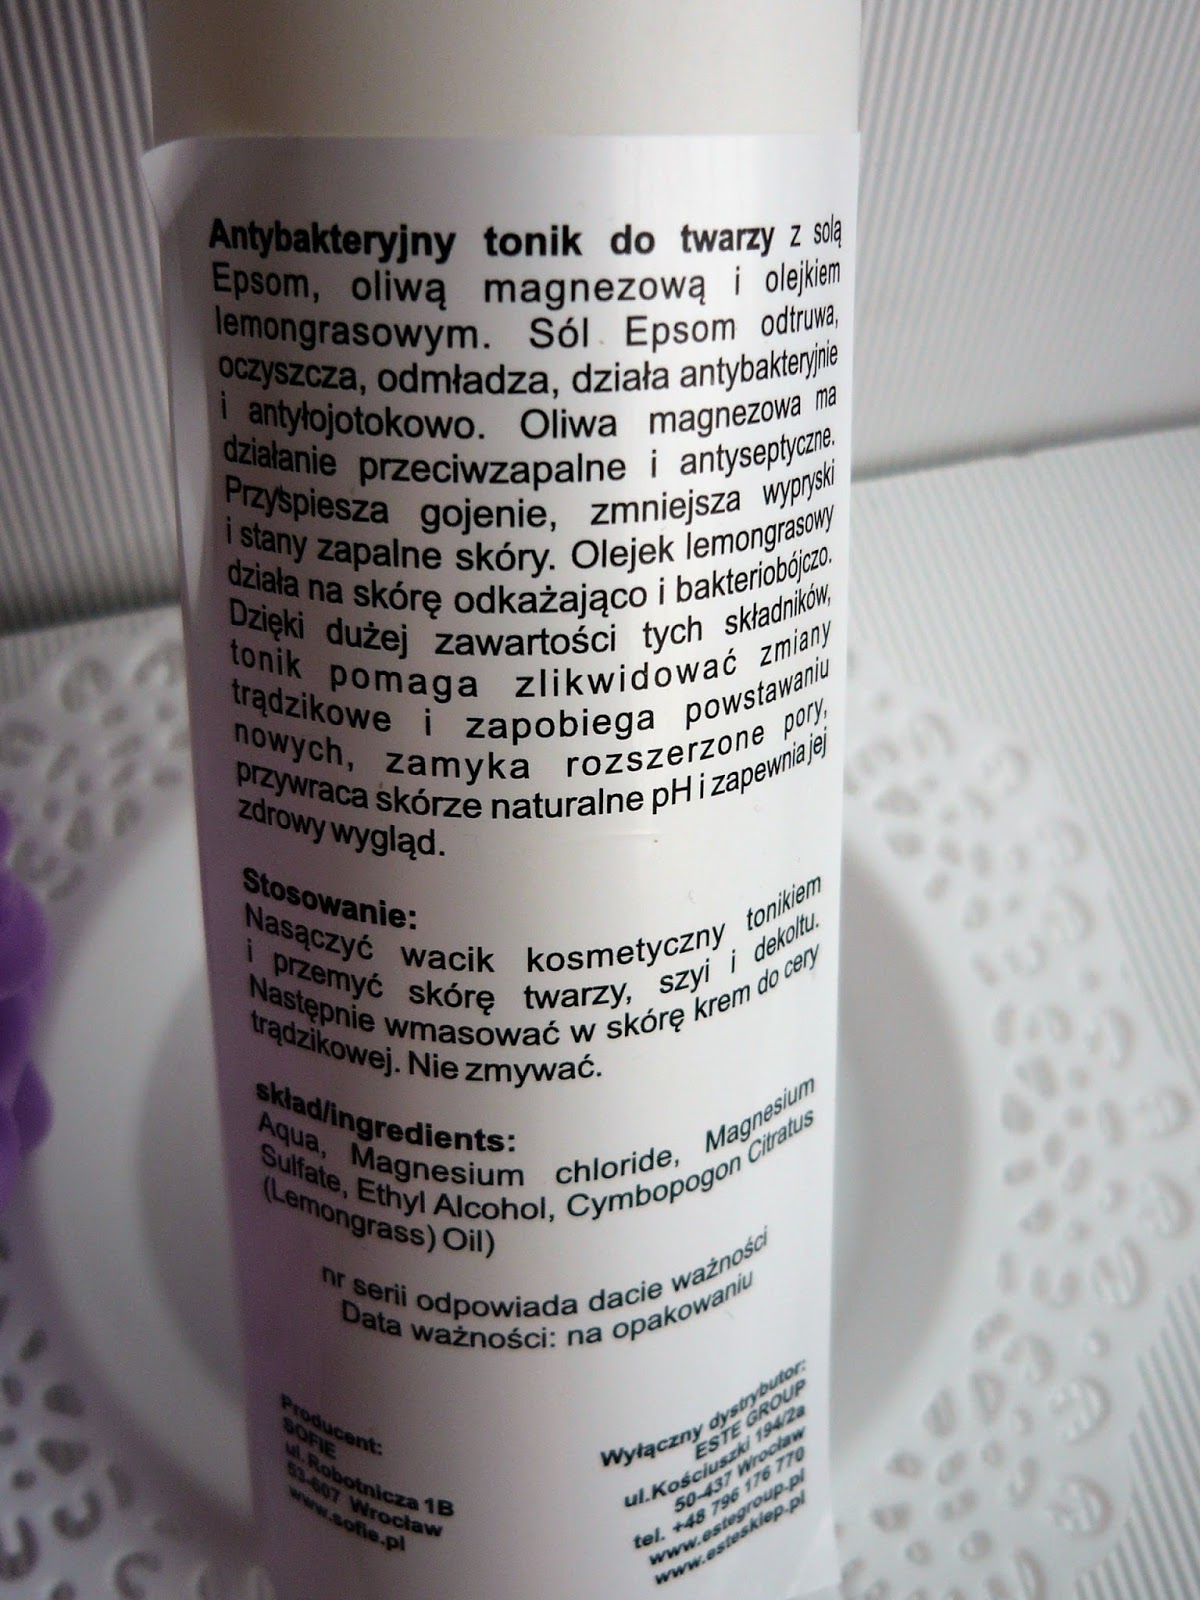 Antybakteryjny tonik do twarzy z solą
Epsom, oliwą magnezową i olejkiem
lemongrasowym. Sól Epsom odtruwa,
oczyszcza, odmładza, działa antybakteryjnie
i antyłojotokowo. Oliwa magnezowa ma
działanie przeciwzapalne i antyseptyczne.
Przyśpiesza gojenie, zmniejsza wypryski
i stany zapalne skóry. Olejek lemongrasowy
działa na skórę odkażająco i bakteriobójczo.
Dzięki dużej zawartości tych składników,
tonik pomaga zlikwidować zmiany
trądzikowe i zapobiega powstawaniu
nowych, zamyka rozszerzone pory,
przywraca skórze naturalne pH i zapewnia jej
zdrowy wygląd.
Stosowanie:
Nasączyć wacik kosmetyczny tonikiem
i przemyć skórę twarzy, szyi i dekoltu.
Następnie wmasować w skórę krem do cery
trądzikowej. Nie zmywać.
skład/ingredients:
Aqua, Magnesium chloride, Magnesium
Sulfate, Ethyl Alcohol, Cymbopogon Citratus
(Lemongrass) Oil)
nr serii odpowiada dacie ważności
Data ważności: na opakowaniu
Producent:
SOFIE
ul. Robotnicza 1B
53-607 Wrocław
www.sofie.pl
Wyłączny dystrybutor:
ESTE GROUP
ul.Kościuszki 194/2a
50-437 Wrocław
tel. +48 796 176 770
www.estegroup.pl
www.estesklep.pl